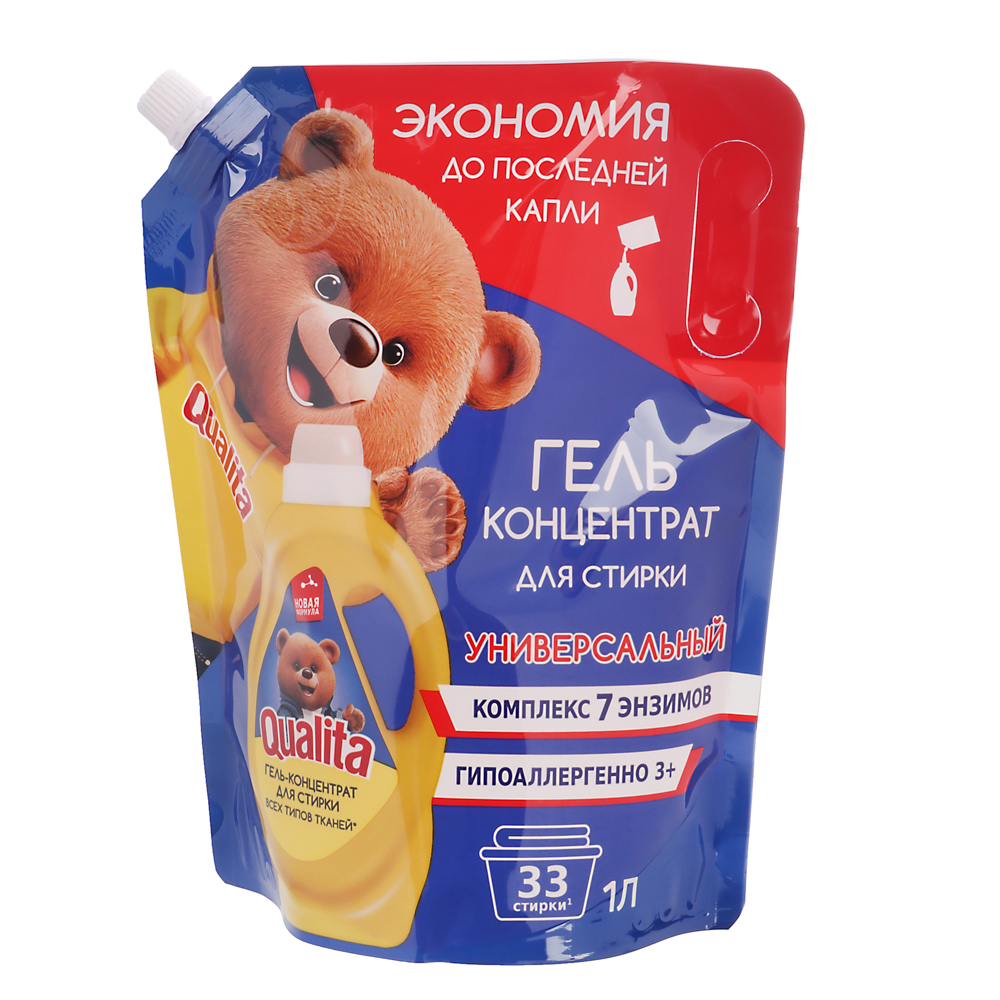 ЭКОНОМИЯ
ДО ПОСЛЕДНЕЙ
КАПЛИ
Qualita
ГЕЛЬ
КОНЦЕНТРАТ
ДЛЯ СТИРКИ
УНИВЕРСАЛЬНЫЙ
КОМПЛЕКС 7 ЭНЗИМОВ
ГИПОАЛЛЕРГЕННО 3+
33
стирки¹
1Л
НОВАЯ
ФОРМУЛА
Qualita
ГЕЛЬ-КОНЦЕНТРАТ
ДЛЯ СТИРКИ
ВСЕХ ТИПОВ ТКАНЕЙ*